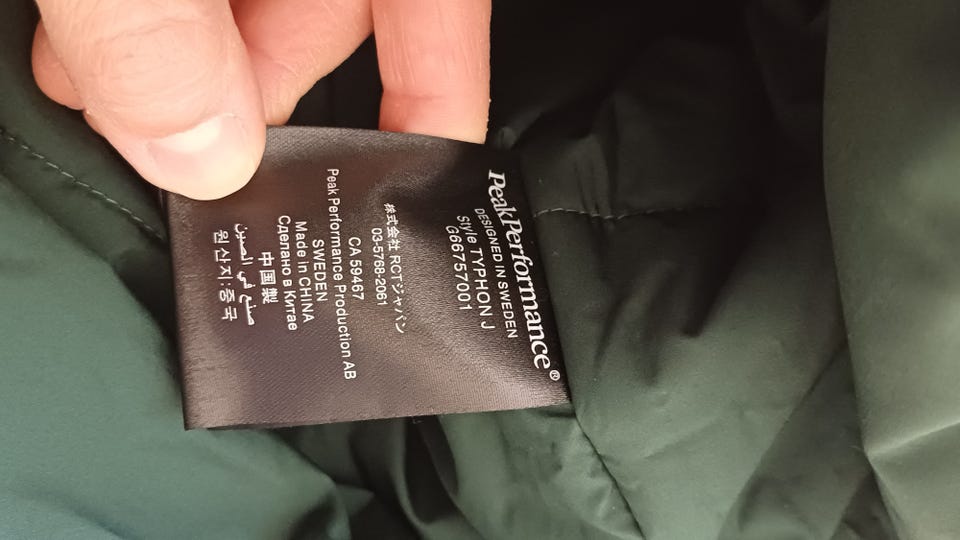 PeakPerformance®
DESIGNED IN SWEDEN
Style TYPHON J
G66757001
株式会社 RCTジャパン
03-5768-2061
CA 59467
Peak Performance Production AB
SWEDEN
Made in CHINA
Сделано в Китае
中国製
صنع في الصين
원산지:중국